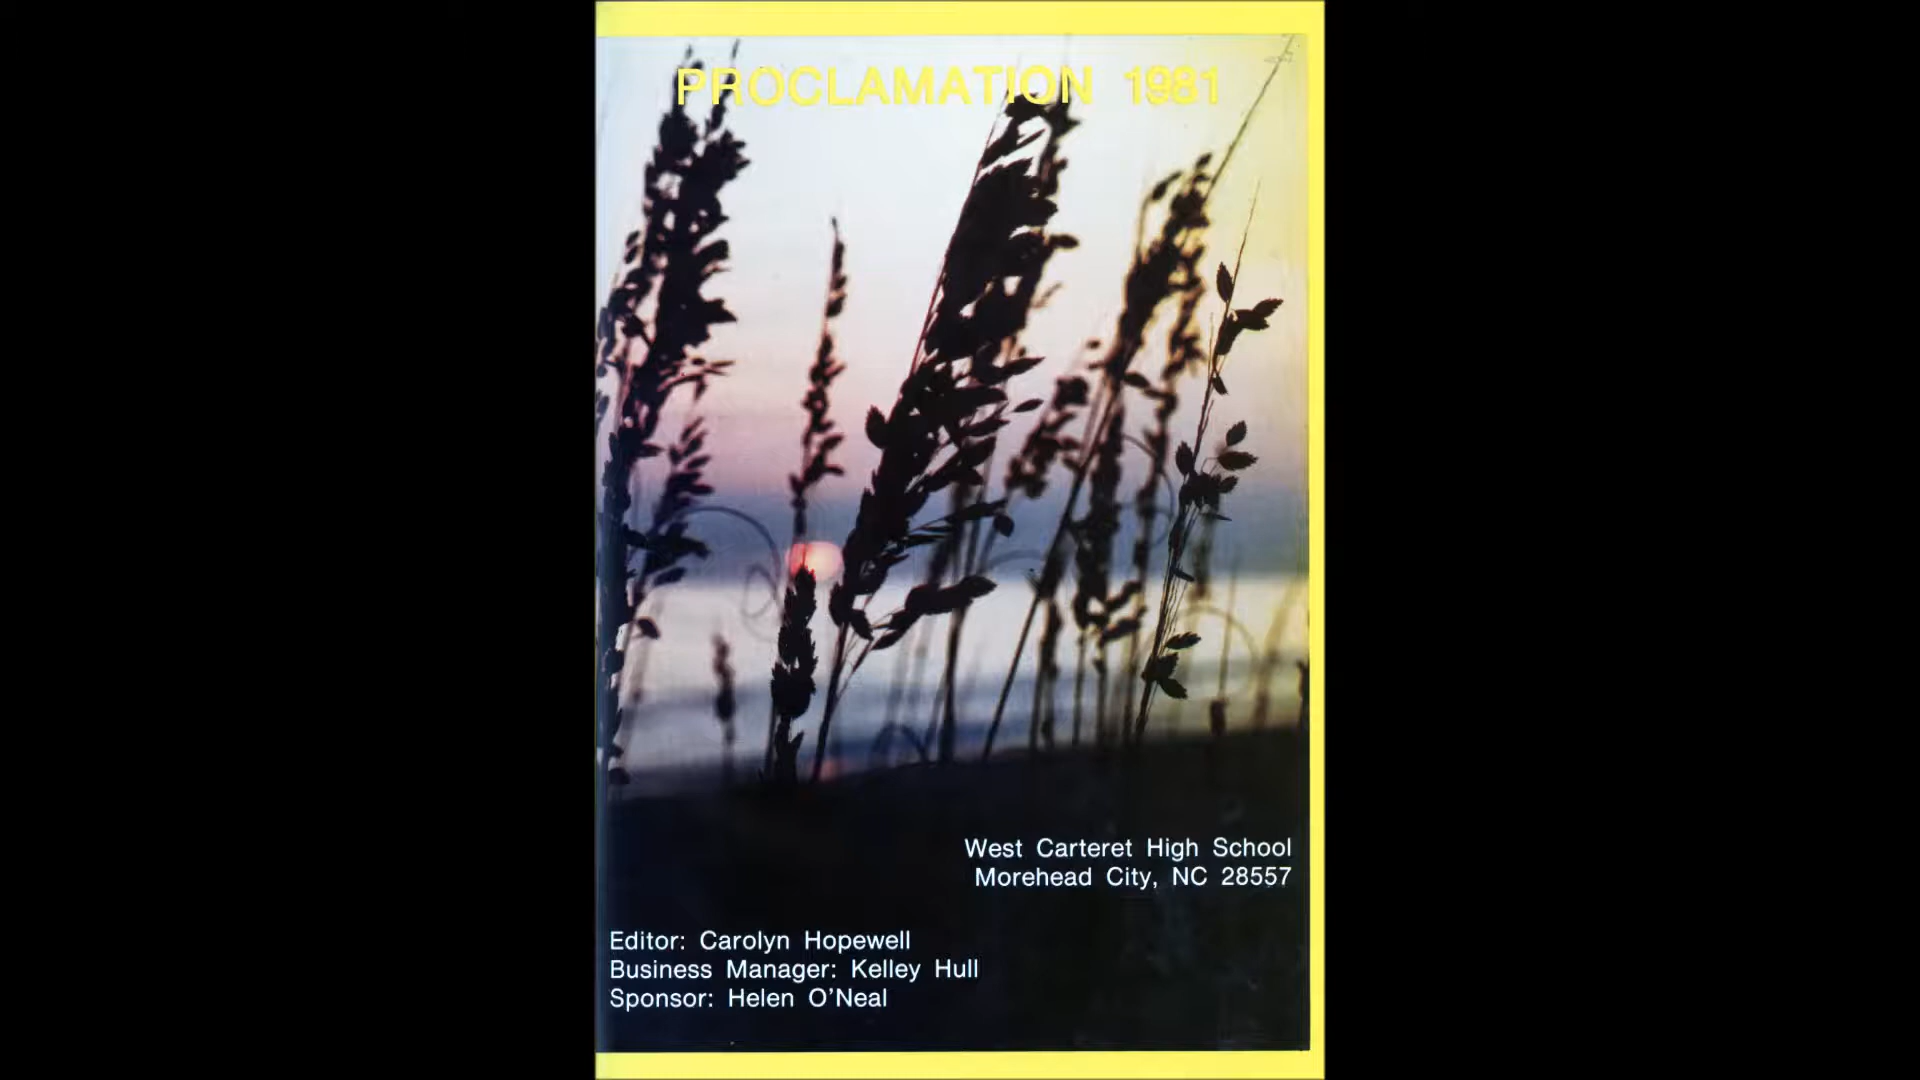 PROCLAMATION 1981
West Carteret High School
Morehead City, NC 28557
Editor: Carolyn Hopewell
Business Manager: Kelley Hull
Sponsor: Helen O'Neal